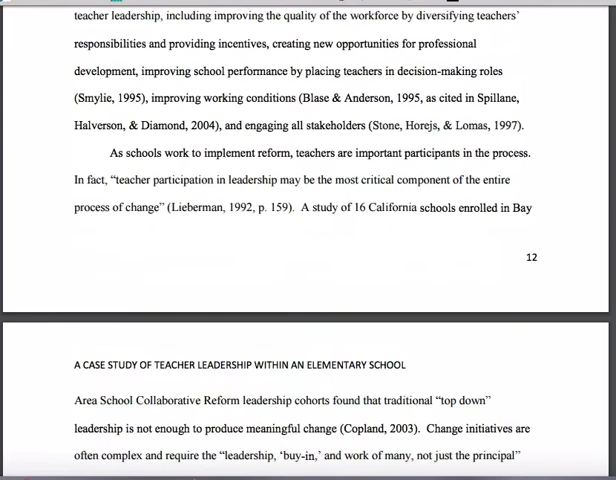 teacher leadership, including improving the quality of the workforce by diversifying teachers’
responsibilities and providing incentives, creating new opportunities for professional
development, improving school performance by placing teachers in decision-making roles
(Smylie, 1995), improving working conditions (Blase & Anderson, 1995, as cited in Spillane,
Halverson, & Diamond, 2004), and engaging all stakeholders (Stone, Horejs, & Lomas, 1997).
As schools work to implement reform, teachers are important participants in the process.
In fact, “teacher participation in leadership may be the most critical component of the entire
process of change” (Lieberman, 1992, p. 159).  A study of 16 California schools enrolled in Bay
12
A CASE STUDY OF TEACHER LEADERSHIP WITHIN AN ELEMENTARY SCHOOL
Area School Collaborative Reform leadership cohorts found that traditional “top down”
leadership is not enough to produce meaningful change (Copland, 2003).  Change initiatives are
often complex and require the “leadership, ‘buy-in,’ and work of many, not just the principal”